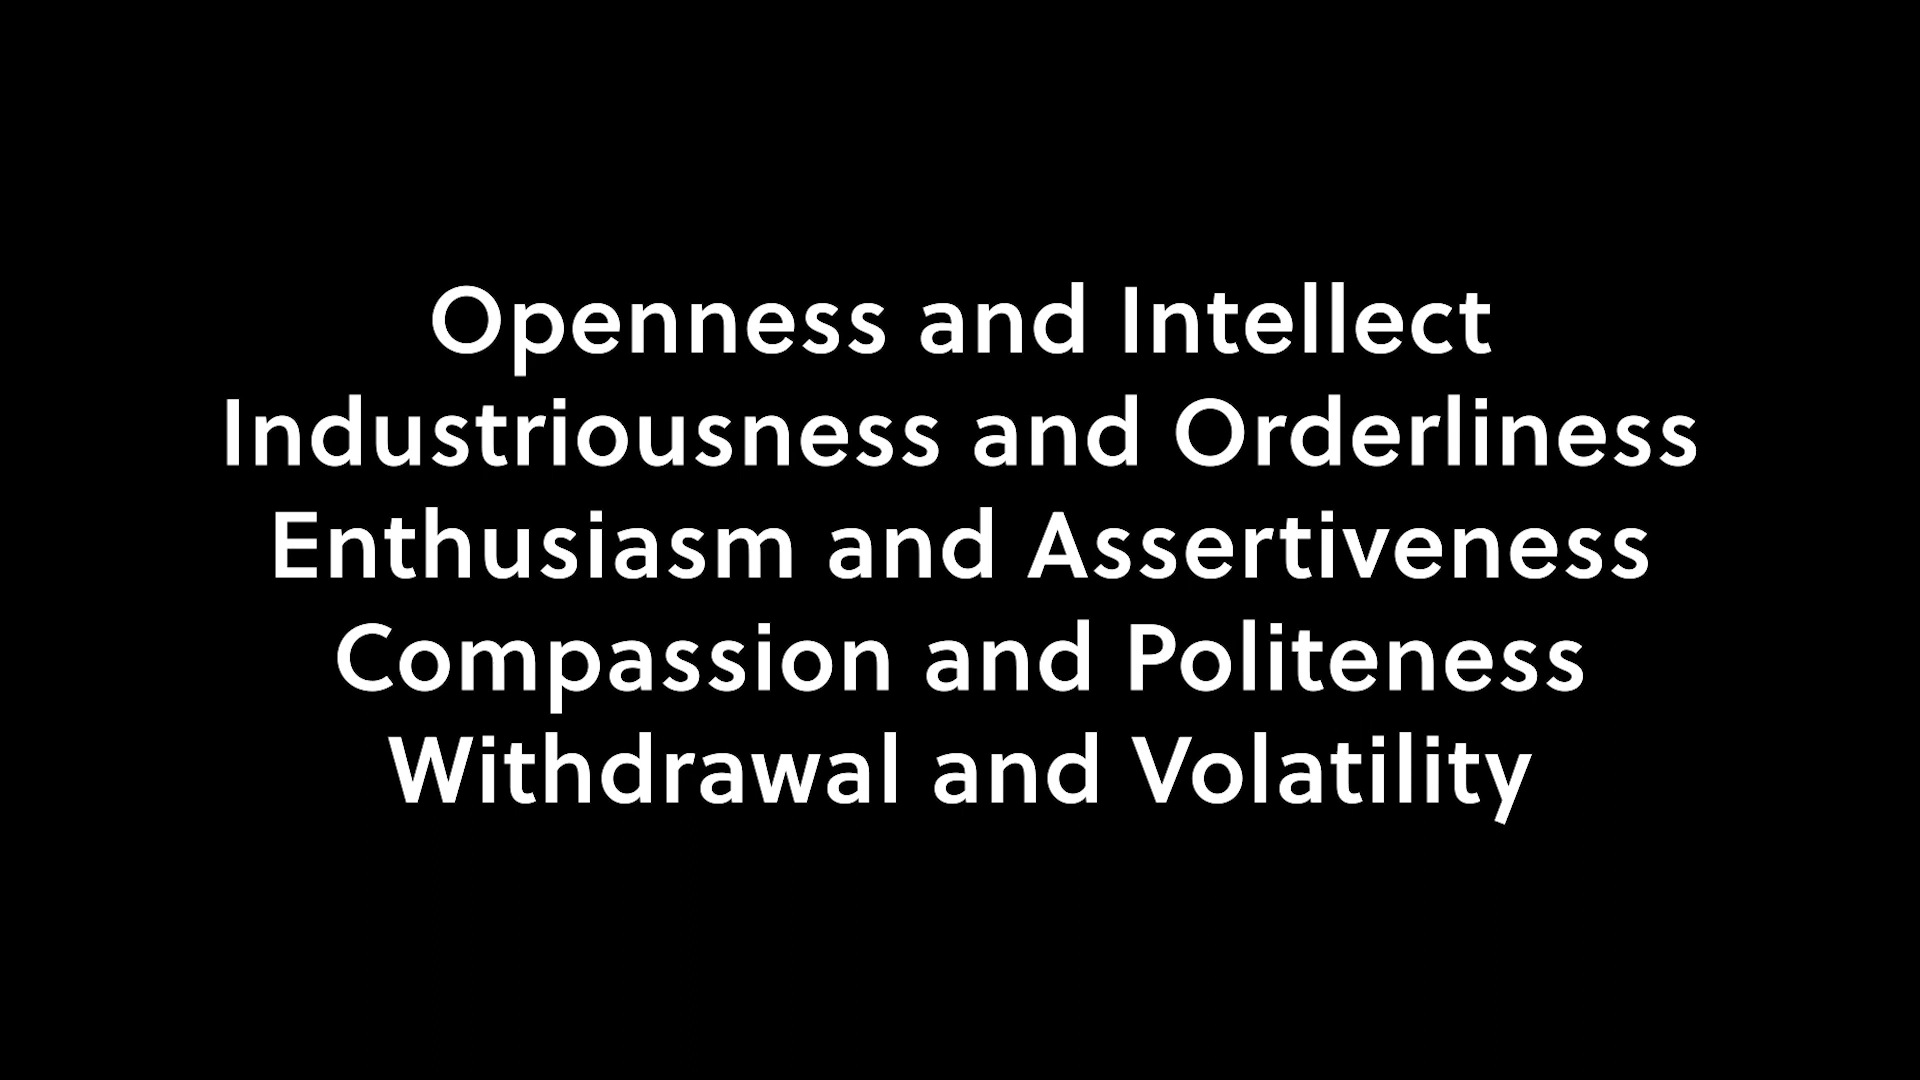 Openness and Intellect
Industriousness and Orderliness
Enthusiasm and Assertiveness
Compassion and Politeness
Withdrawal and Volatility